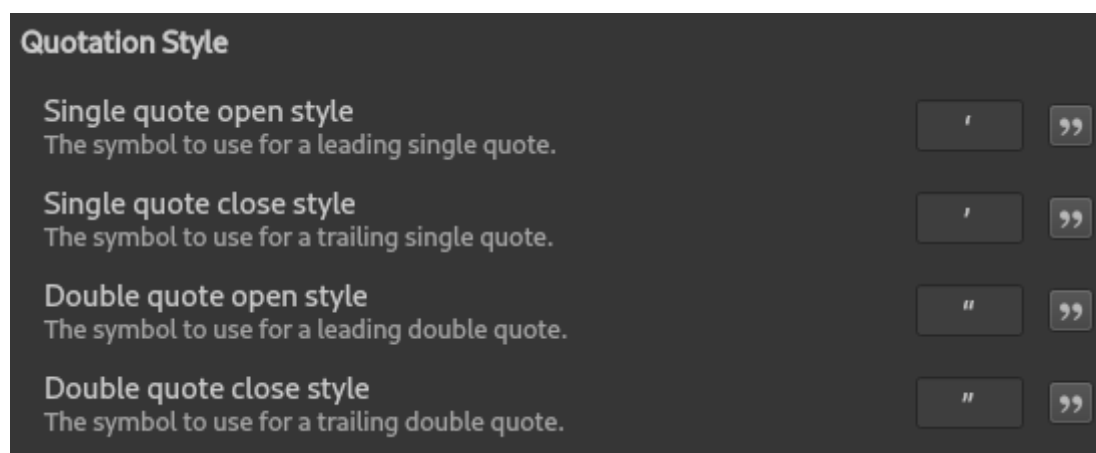 Quotation Style
Single quote open style
‘
The symbol to use for a leading single quote.
Single quote close style
’
The symbol to use for a trailing single quote.
Double quote open style
“
The symbol to use for a leading double quote.
Double quote close style
”
The symbol to use for a trailing double quote.